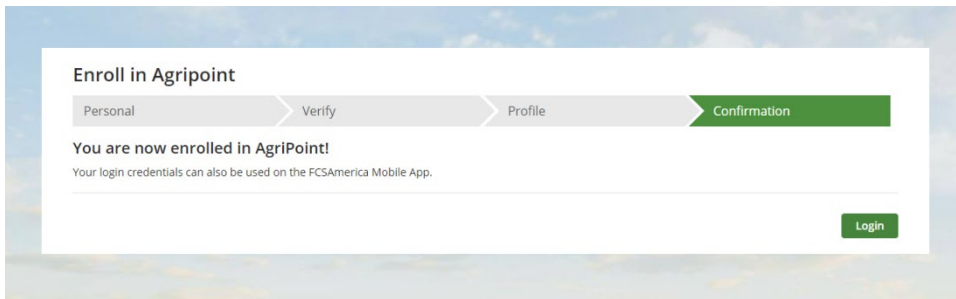 Enroll in Agripoint
Personal Verify Profile Confirmation
You are now enrolled in AgriPoint!
Your login credentials can also be used on the FCSAmerica Mobile App.
Login